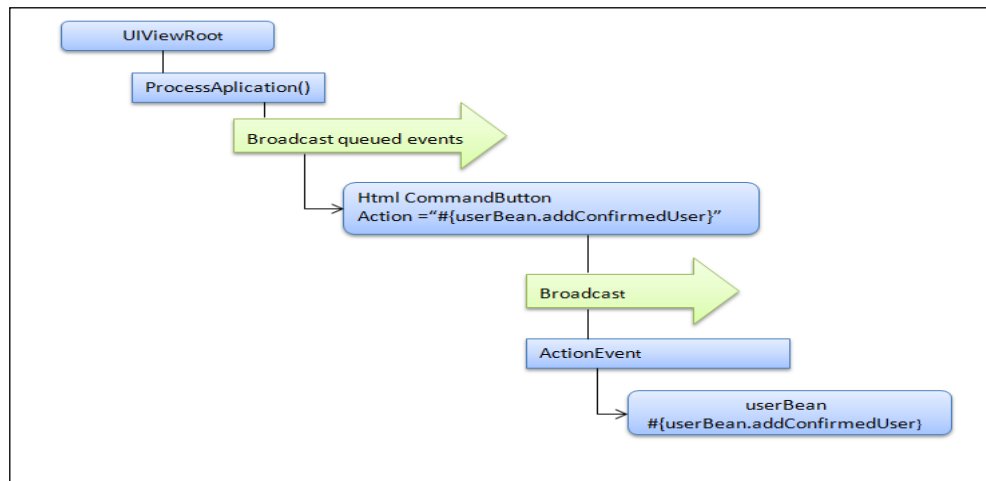 UIViewRoot
ProcessAplication()
Broadcast queued events
Html CommandButton
Action =“#{userBean.addConfirmedUser}”
Broadcast
ActionEvent
userBean
#{userBean.addConfirmedUser}